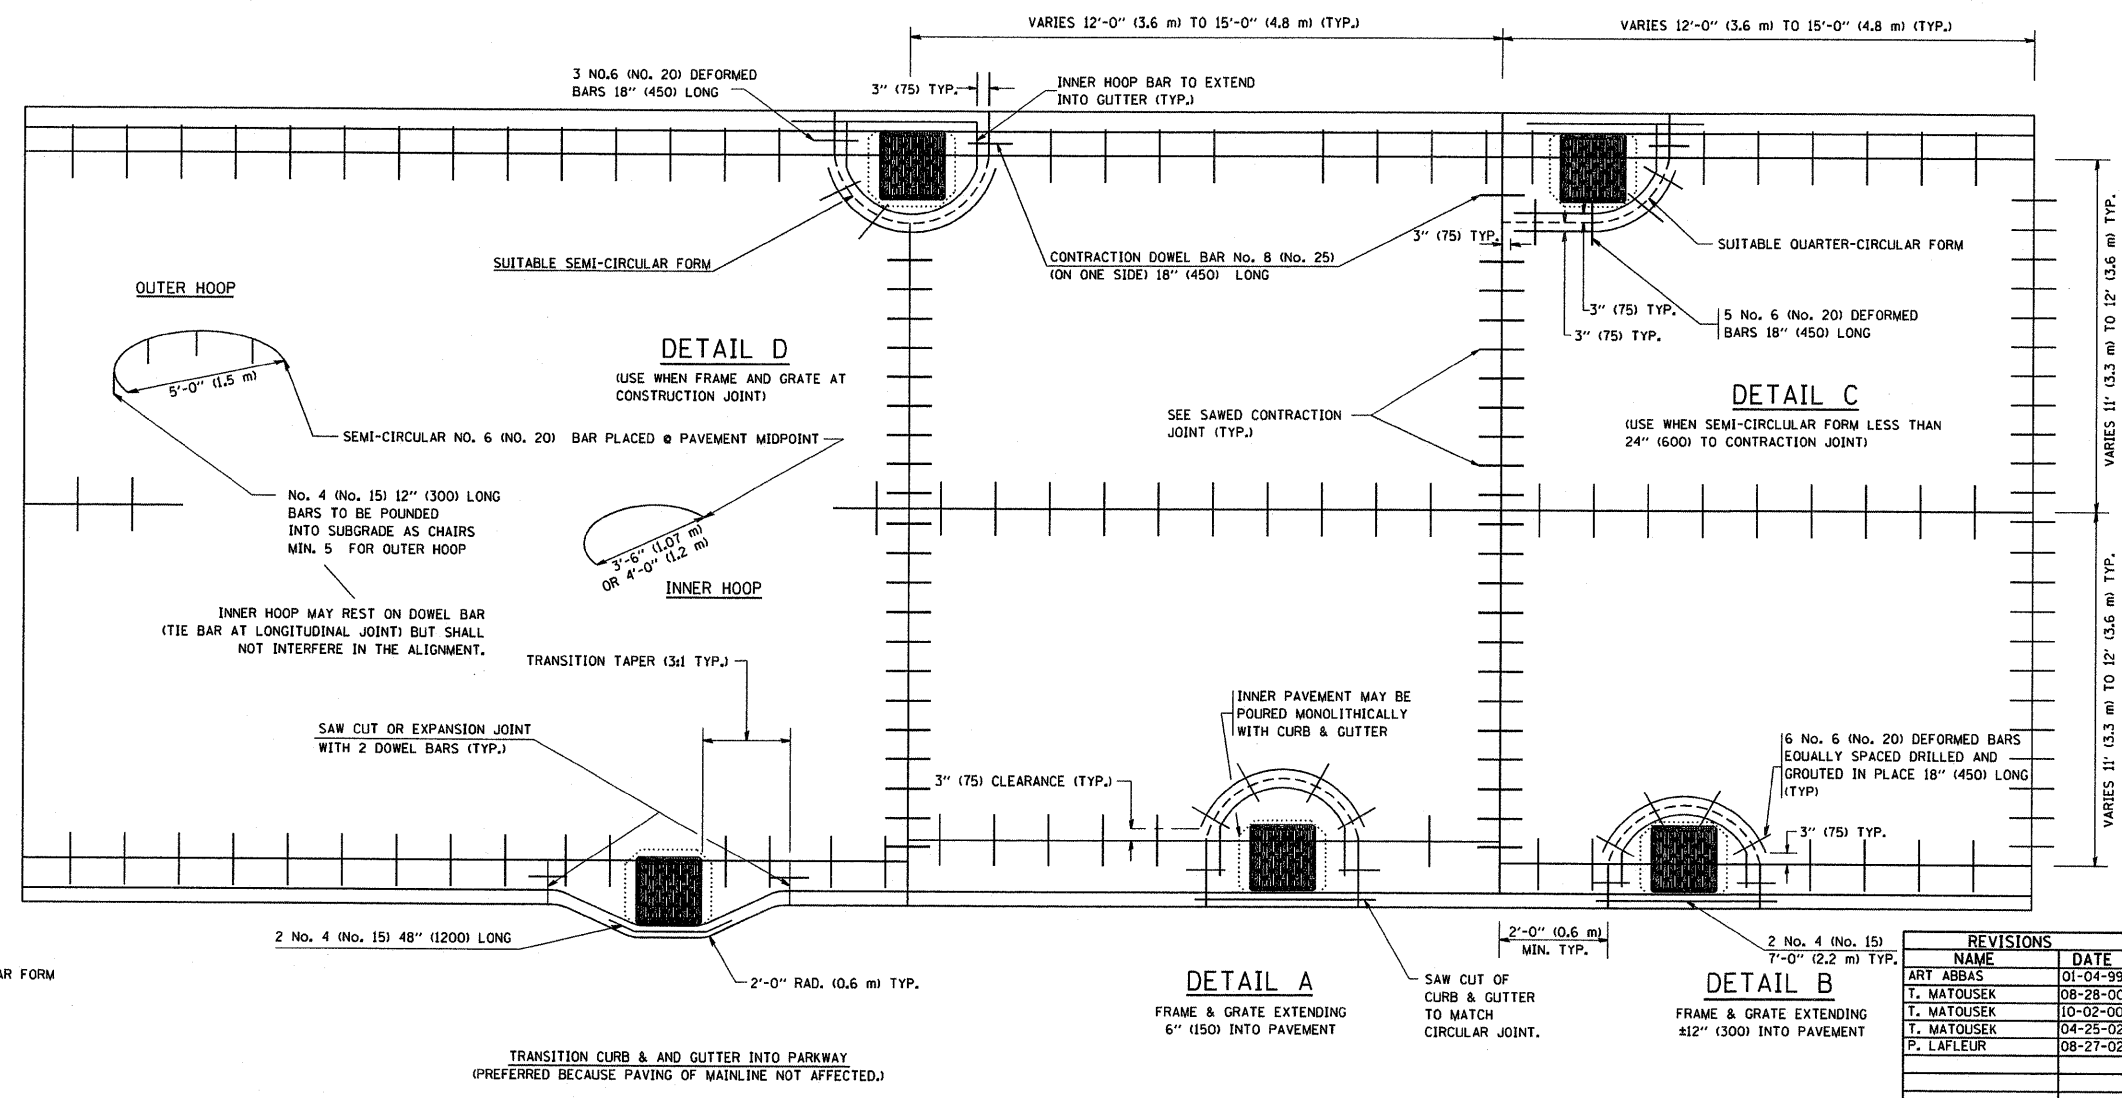 VARIES 12'-0" (3.6 m) TO 15'-0" (4.8 m) (TYP.)
VARIES 12'-0" (3.6 m) TO 15'-0" (4.8 m) (TYP.)
3 NO.6 (NO. 20) DEFORMED
BARS 18" (450) LONG
3" (75) TYP.
INNER HOOP BAR TO EXTEND
INTO GUTTER (TYP.)
SUITABLE SEMI-CIRCULAR FORM
CONTRACTION DOWEL BAR No. 8 (No. 25)
(ON ONE SIDE) 18" (450) LONG
3" (75) TYP.
SUITABLE QUARTER-CIRCULAR FORM
3" (75) TYP.
3" (75) TYP.
5 No. 6 (No. 20) DEFORMED
BARS 18" (450) LONG
VARIES 11' (3.3 m) TO 12' (3.6 m) TYP.
OUTER HOOP
5'-0" (1.5 m)
DETAIL D
(USE WHEN FRAME AND GRATE AT
CONSTRUCTION JOINT)
SEMI-CIRCULAR NO. 6 (NO. 20) BAR PLACED @ PAVEMENT MIDPOINT
SEE SAWED CONTRACTION
JOINT (TYP.)
DETAIL C
(USE WHEN SEMI-CIRCLULAR FORM LESS THAN
24" (600) TO CONTRACTION JOINT)
No. 4 (No. 15) 12" (300) LONG
BARS TO BE POUNDED
INTO SUBGRADE AS CHAIRS
MIN. 5 FOR OUTER HOOP
3'-6" (1.07 m)
OR 4'-0" (1.2 m)
INNER HOOP
INNER HOOP MAY REST ON DOWEL BAR
(TIE BAR AT LONGITUDINAL JOINT) BUT SHALL
NOT INTERFERE IN THE ALIGNMENT.
VARIES 11' (3.3 m) TO 12' (3.6 m) TYP.
TRANSITION TAPER (3:1 TYP.)
SAW CUT OR EXPANSION JOINT
WITH 2 DOWEL BARS (TYP.)
INNER PAVEMENT MAY BE
POURED MONOLITHICALLY
WITH CURB & GUTTER
3" (75) CLEARANCE (TYP.)
6 No. 6 (No. 20) DEFORMED BARS
EQUALLY SPACED DRILLED AND
GROUTED IN PLACE 18" (450) LONG
(TYP)
3" (75) TYP.
2 No. 4 (No. 15) 48" (1200) LONG
2'-0" RAD. (0.6 m) TYP.
2'-0" (0.6 m)
MIN. TYP.
2 No. 4 (No. 15)
7'-0" (2.2 m) TYP.
AR FORM
DETAIL A
FRAME & GRATE EXTENDING
6" (150) INTO PAVEMENT
SAW CUT OF
CURB & GUTTER
TO MATCH
CIRCULAR JOINT.
DETAIL B
FRAME & GRATE EXTENDING
±12" (300) INTO PAVEMENT
TRANSITION CURB & AND GUTTER INTO PARKWAY
(PREFERRED BECAUSE PAVING OF MAINLINE NOT AFFECTED.)
REVISIONS
NAME DATE
ART ABBAS 01-04-99
T. MATOUSEK 08-28-00
T. MATOUSEK 10-02-00
T. MATOUSEK 04-25-02
P. LAFLEUR 08-27-02